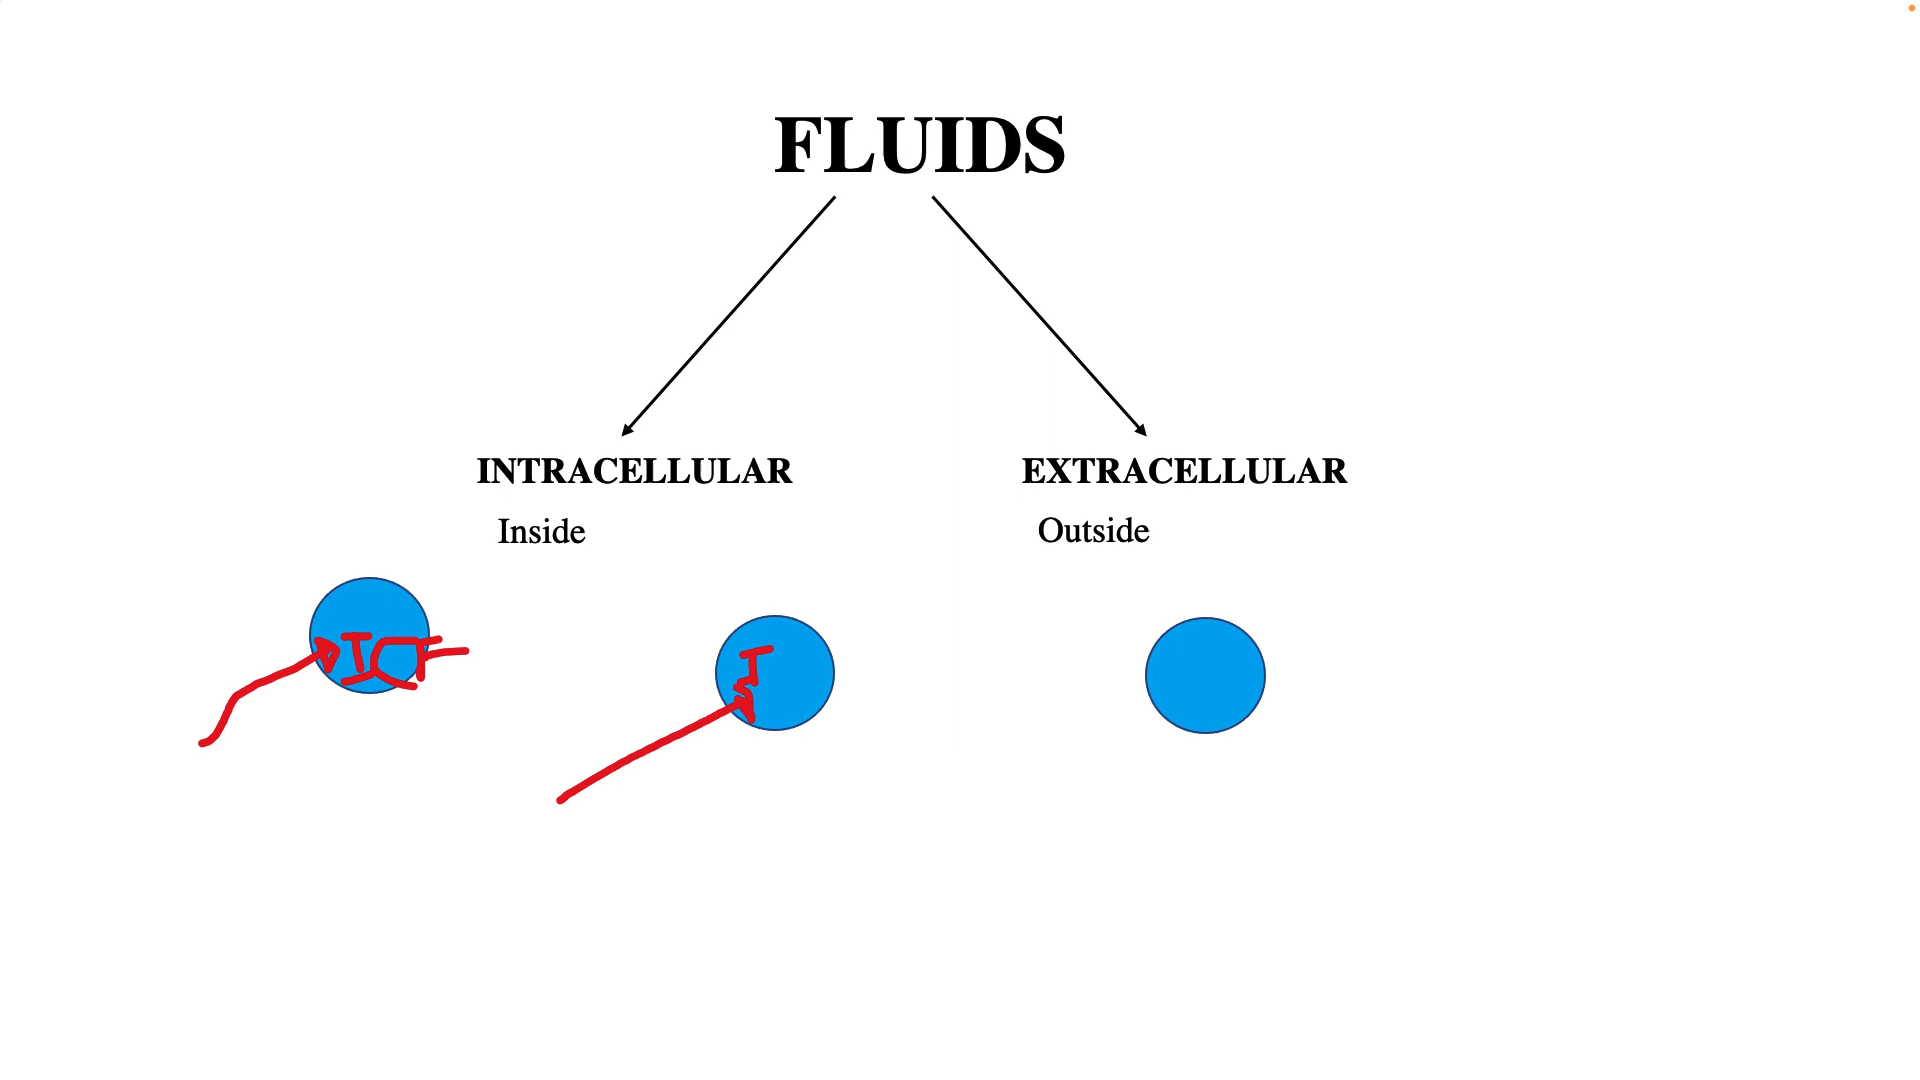 FLUIDS
INTRACELLULAR
EXTRACELLULAR
Inside
Outside
ICF
I